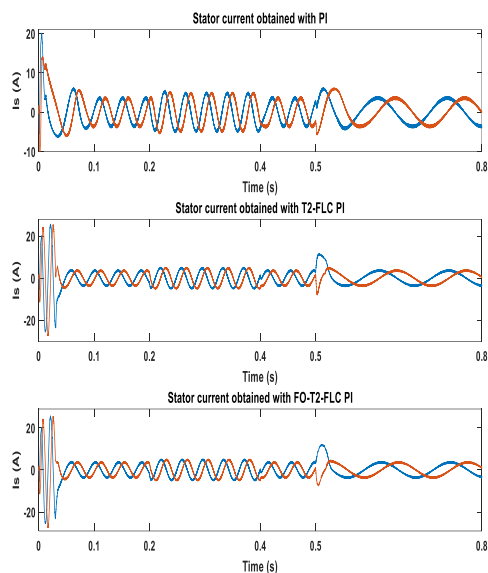 Stator current obtained with PI
20
10
0
-10
Is (A)
0 0.1 0.2 0.4 0.5 0.8
Time (s)
Stator current obtained with T2-FLC PI
20
0
-20
Is (A)
0 0.1 0.2 0.4 0.5 0.8
Time (s)
Stator current obtained with FO-T2-FLC PI
20
0
-20
Is (A)
0 0.1 0.2 0.4 0.5 0.8
Time (s)